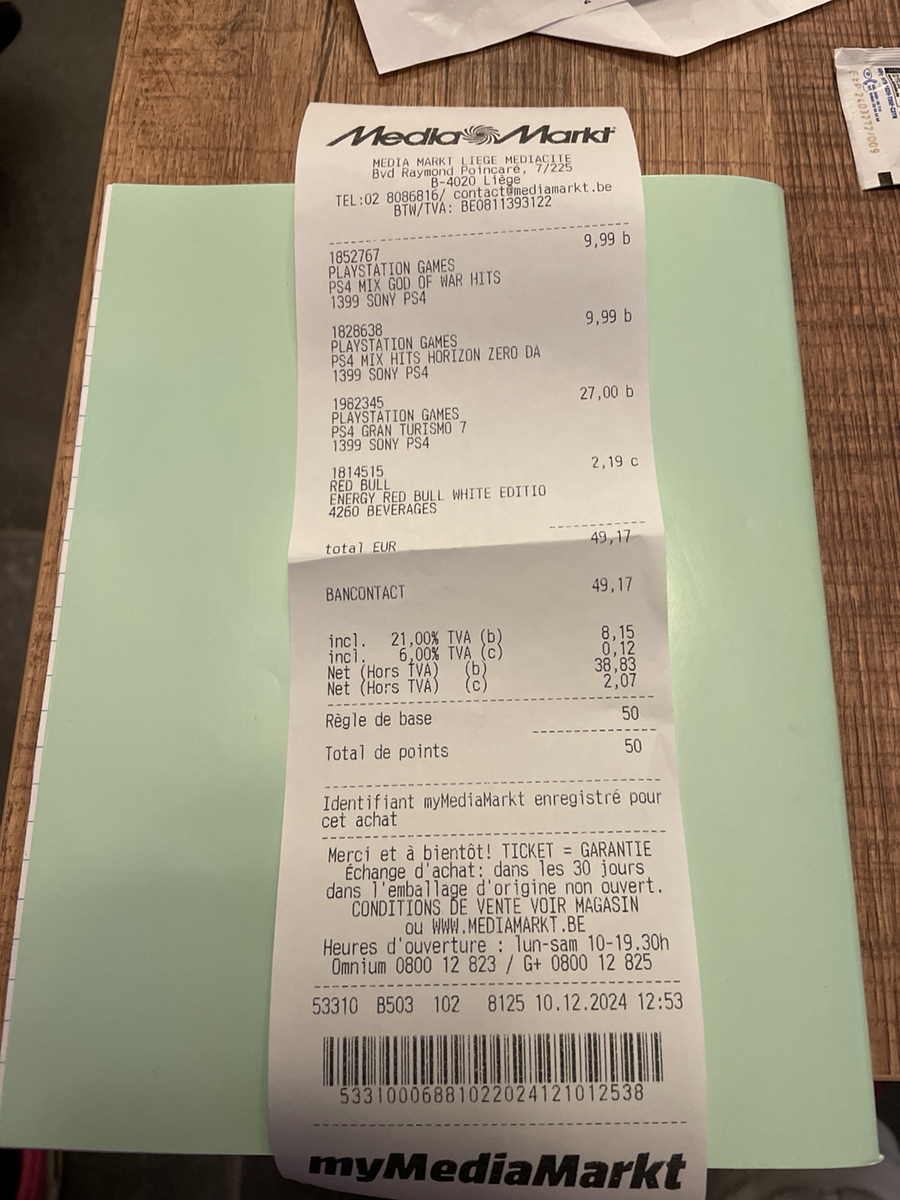 Media Markt
MEDIA MARKT LIEGE MEDIACITE
Bvd Raymond Poincaré, 7/225
B-4020 Liège
TEL:02 8086816/ contact@mediamarkt.be
BTW/TVA: BE0811393122
1852767 9,99 b
PLAYSTATION GAMES
PS4 MIX GOD OF WAR HITS
1399 SONY PS4
1828638 9,99 b
PLAYSTATION GAMES
PS4 MIX HITS HORIZON ZERO DA
1399 SONY PS4
1982345 27,00 b
PLAYSTATION GAMES
PS4 GRAN TURISMO 7
1399 SONY PS4
1814515 2,19 c
RED BULL
ENERGY RED BULL WHITE EDITIO
4260 BEVERAGES
total EUR 49,17
BANCONTACT 49,17
incl. 21,00% TVA (b) 8,15
incl. 6,00% TVA (c) 0,12
Net (Hors TVA) (b) 38,83
Net (Hors TVA) (c) 2,07
Règle de base 50
Total de points 50
Identifiant myMediaMarkt enregistré pour
cet achat
Merci et à bientôt! TICKET = GARANTIE
Échange d'achat: dans les 30 jours
dans l'emballage d'origine non ouvert.
CONDITIONS DE VENTE VOIR MAGASIN
ou WWW.MEDIAMARKT.BE
Heures d'ouverture : lun-sam 10-19.30h
Omnium 0800 12 823 / G+ 0800 12 825
53310 B503 102 8125 10.12.2024 12:53
53310006881022024121012538
myMediaMarkt